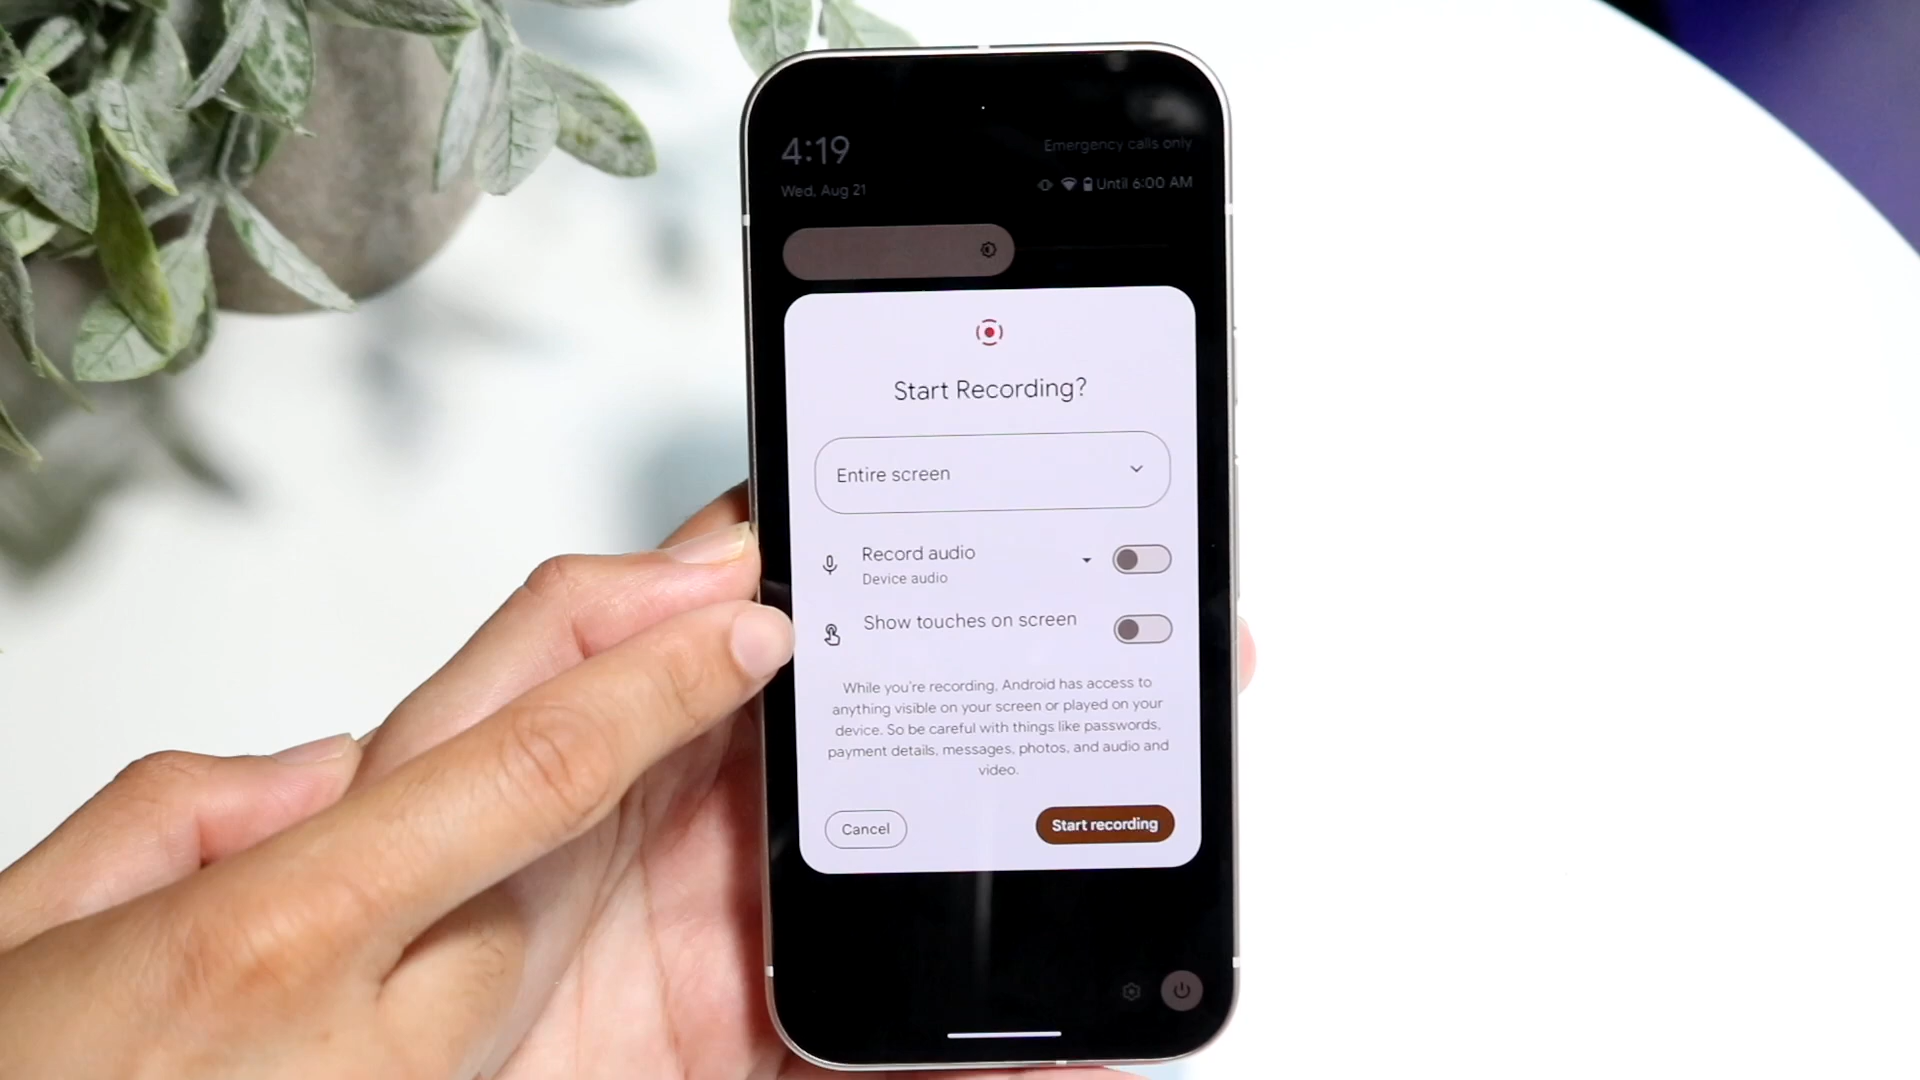 4:19
Emergency calls only
Wed, Aug 21
Until 6:00 AM
Start Recording?
Entire screen
Record audio
Device audio
Show touches on screen
While you're recording, Android has access to
anything visible on your screen or played on your
device. So be careful with things like passwords,
payment details, messages, photos, and audio and
video.
Cancel
Start recording